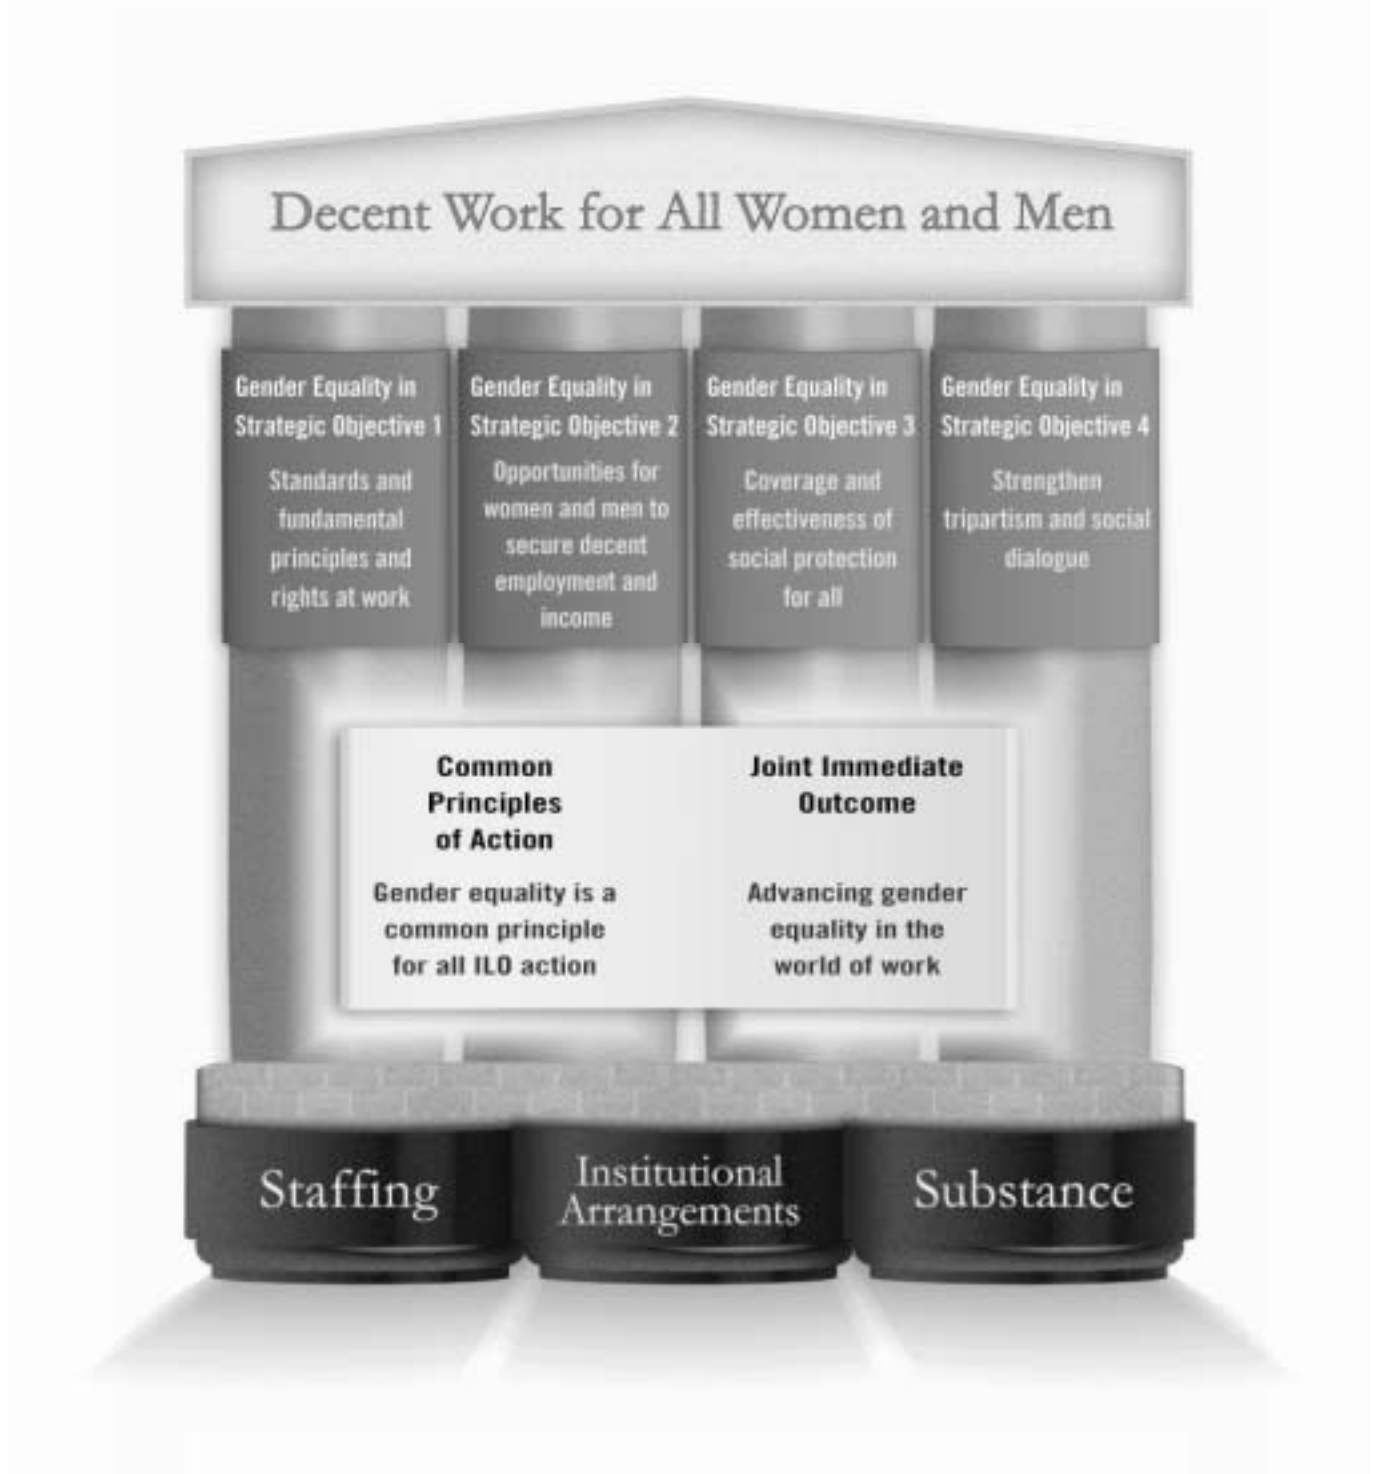 Decent Work for All Women and Men
Gender Equality in
Strategic Objective 1
Standards and
fundamental
principles and
rights at work
Gender Equality in
Strategic Objective 2
Opportunities for
women and men to
secure decent
employment and
income
Gender Equality in
Strategic Objective 3
Coverage and
effectiveness of
social protection
for all
Gender Equality in
Strategic Objective 4
Strengthen
tripartism and social
dialogue
Common
Principles
of Action
Gender equality is a
common principle
for all ILO action
Joint Immediate
Outcome
Advancing gender
equality in the
world of work
Staffing
Institutional
Arrangements
Substance